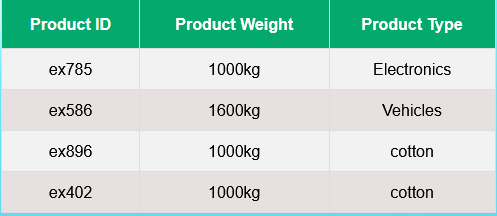 Product ID Product Weight Product Type
ex785 1000kg Electronics
ex586 1600kg Vehicles
ex896 1000kg cotton
ex402 1000kg cotton